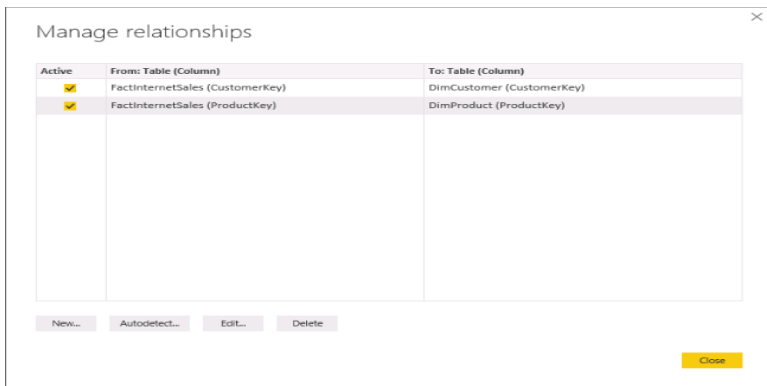 Manage relationships
Active From: Table (Column) To: Table (Column)
FactInternetSales (CustomerKey) DimCustomer (CustomerKey)
FactInternetSales (ProductKey) DimProduct (ProductKey)
New... Autodetect... Edit... Delete
Close